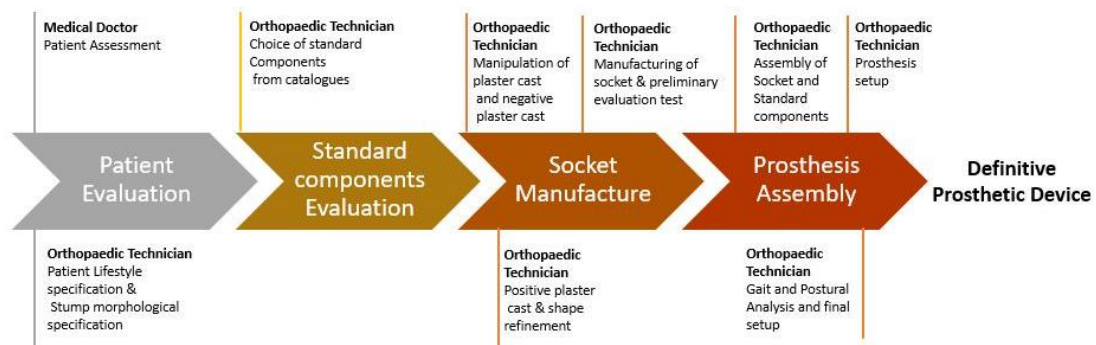 Medical Doctor
Patient Assessment
Orthopaedic Technician
Choice of standard
Components
from catalogues
Orthopaedic
Technician
Manipulation of
plaster cast
and negative
plaster cast
Orthopaedic
Technician
Manufacturing of
socket & preliminary
evaluation test
Orthopaedic
Technician
Assembly of
Socket and
Standard
components
Orthopaedic
Technician
Prosthesis
setup
Patient
Evaluation
Standard
components
Evaluation
Socket
Manufacture
Prosthesis
Assembly
Definitive
Prosthetic Device
Orthopaedic Technician
Patient Lifestyle
specification &
Stump morphological
specification
Orthopaedic
Technician
Positive plaster
cast & shape
refinement
Orthopaedic
Technician
Gait and Postural
Analysis and final
setup